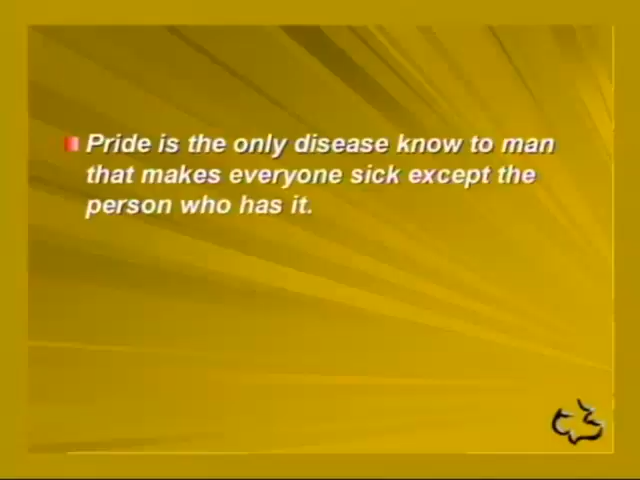 Pride is the only disease know to man
that makes everyone sick except the
person who has it.